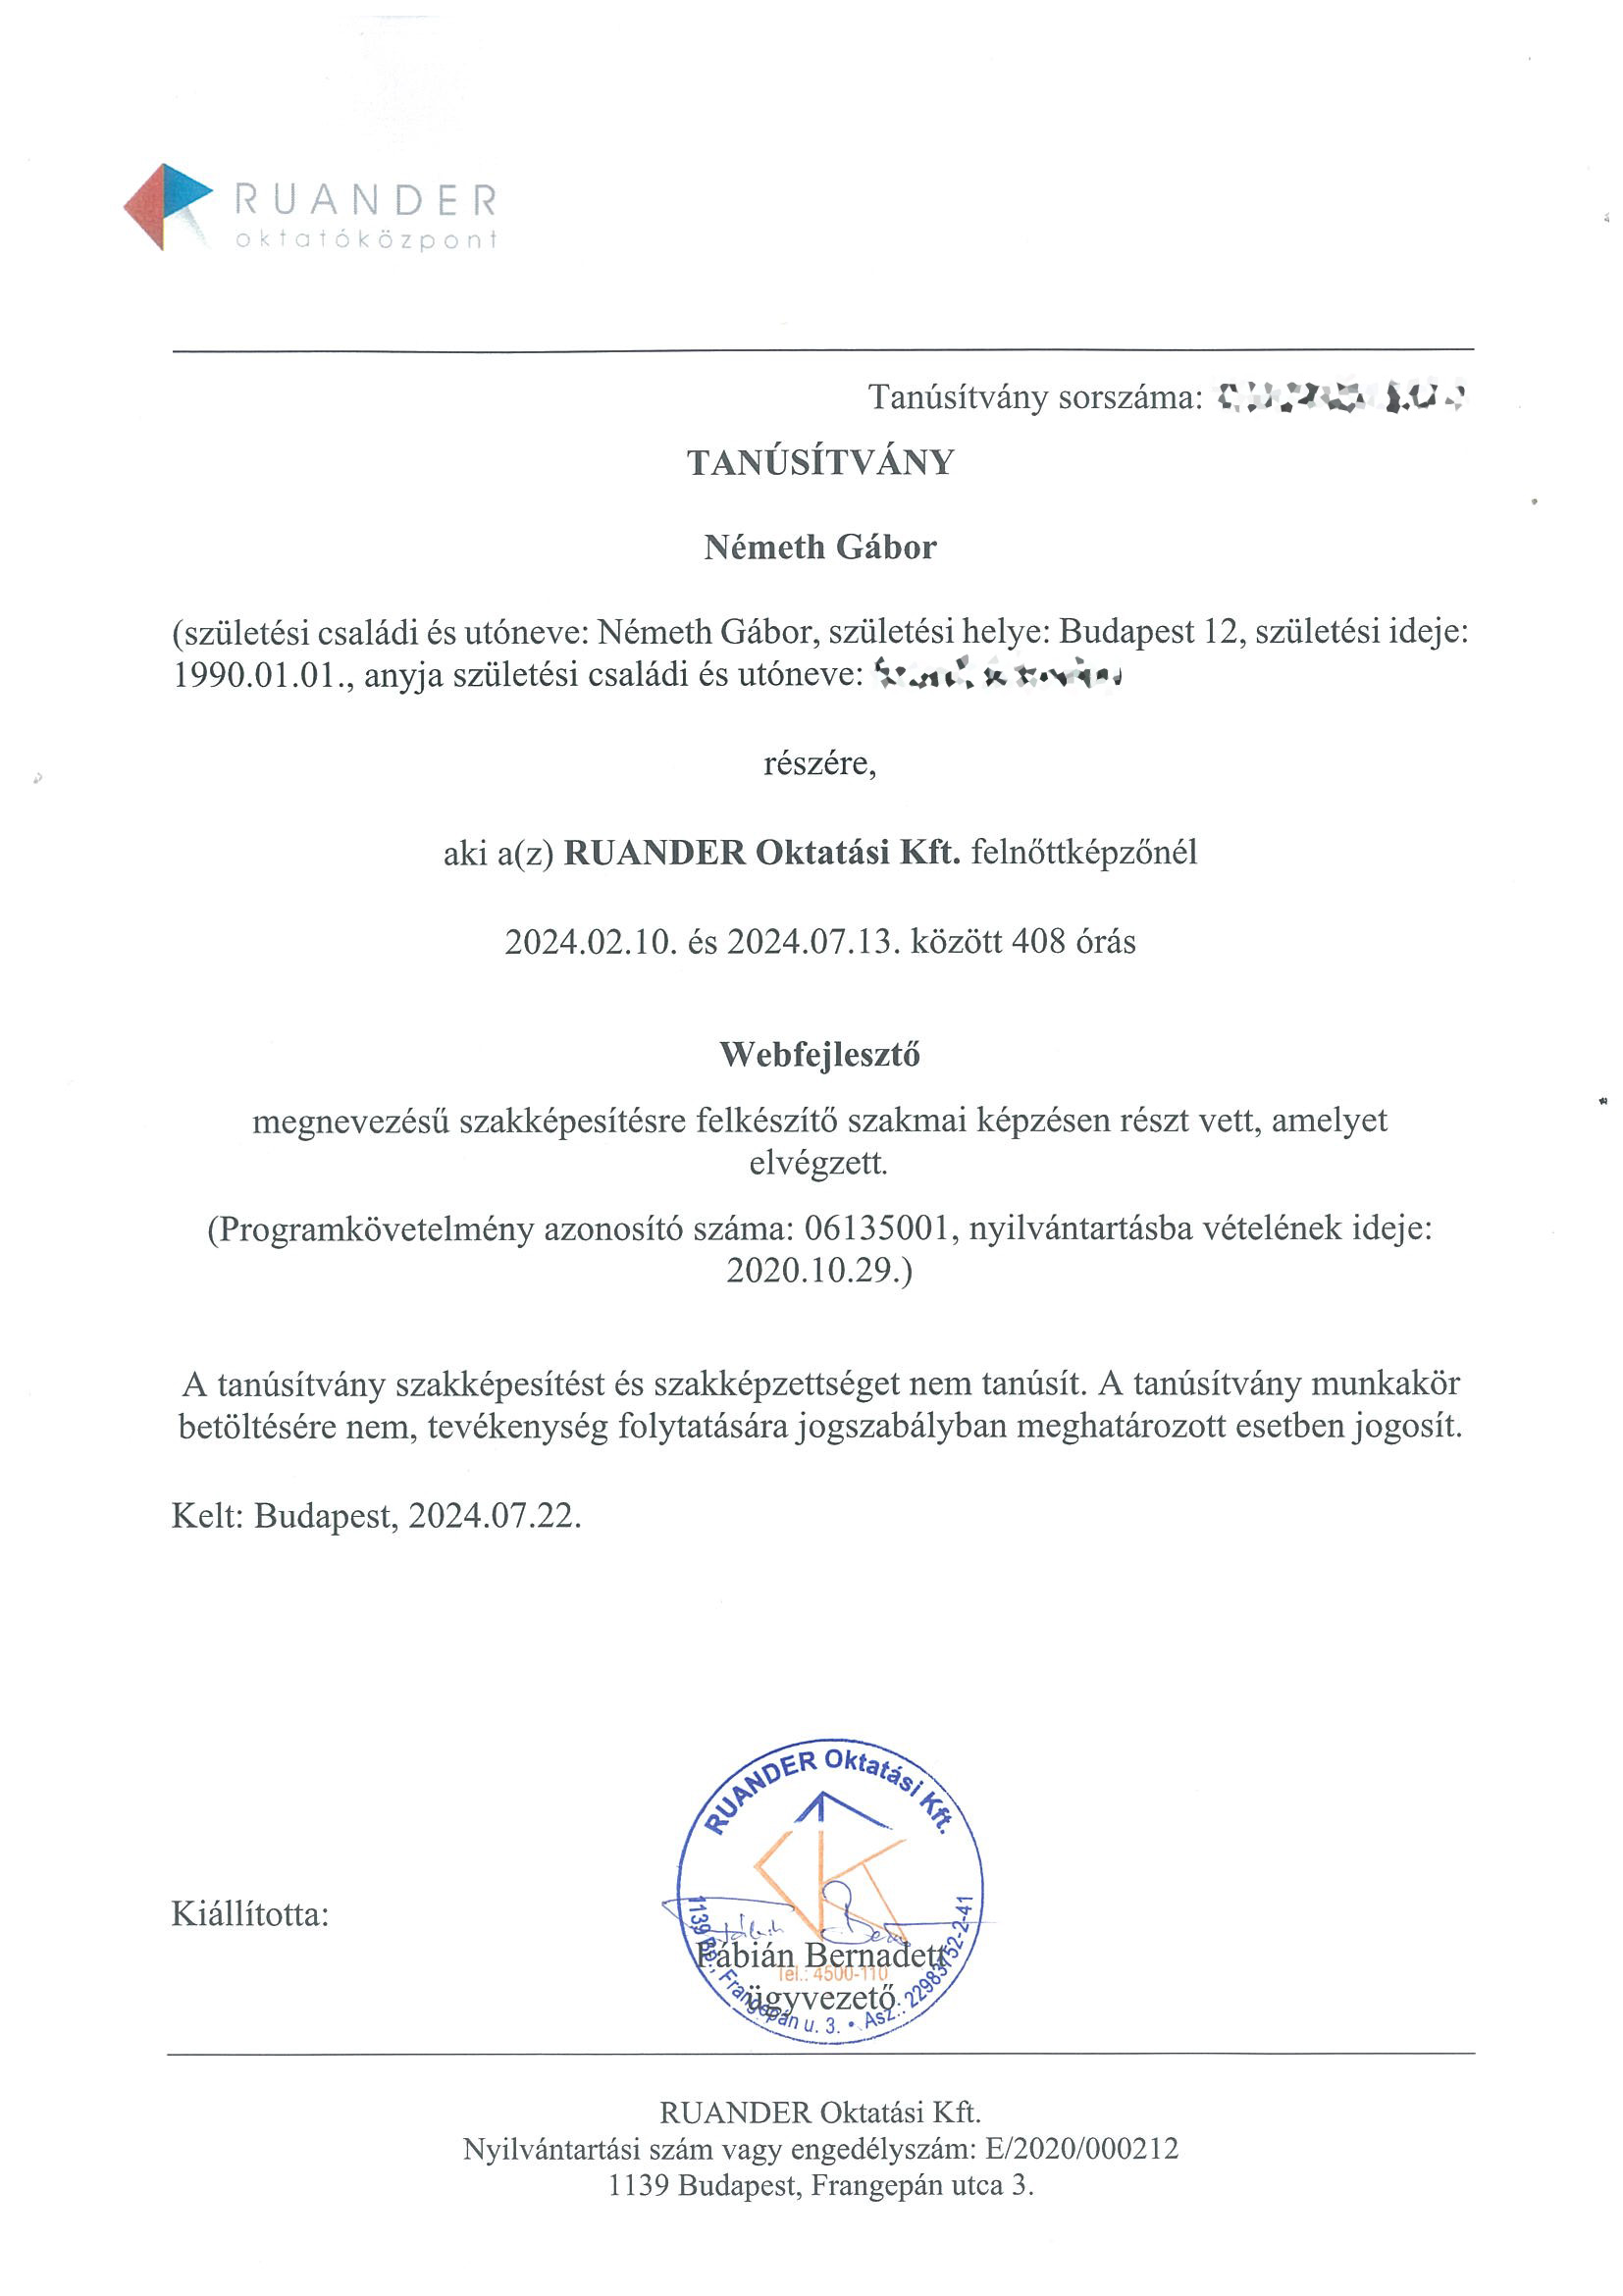 RUANDER
oktatóközpont
Tanúsítvány sorszáma:
TANÚSÍTVÁNY
Németh Gábor
(születési családi és utóneve: Németh Gábor, születési helye: Budapest 12, születési ideje:
1990.01.01., anyja születési családi és utóneve:
részére,
aki a(z) RUANDER Oktatási Kft. felnőttképzőnél
2024.02.10. és 2024.07.13. között 408 órás
Webfejlesztő
megnevezésű szakképesítésre felkészítő szakmai képzésen részt vett, amelyet
elvégzett.
(Programkövetelmény azonosító száma: 06135001, nyilvántartásba vételének ideje:
2020.10.29.)
A tanúsítvány szakképesítést és szakképzettséget nem tanúsít. A tanúsítvány munkakör
betöltésére nem, tevékenység folytatására jogszabályban meghatározott esetben jogosít.
Kelt: Budapest, 2024.07.22.
RUANDER Oktatási Kft.
1139 Bp., Frangepán u. 3. • Asz.: 22983152-2-41
Kiállította:
Fábián Bernadett
Tel.: 4500-110
ügyvezető
RUANDER Oktatási Kft.
Nyilvántartási szám vagy engedélyszám: E/2020/000212
1139 Budapest, Frangepán utca 3.